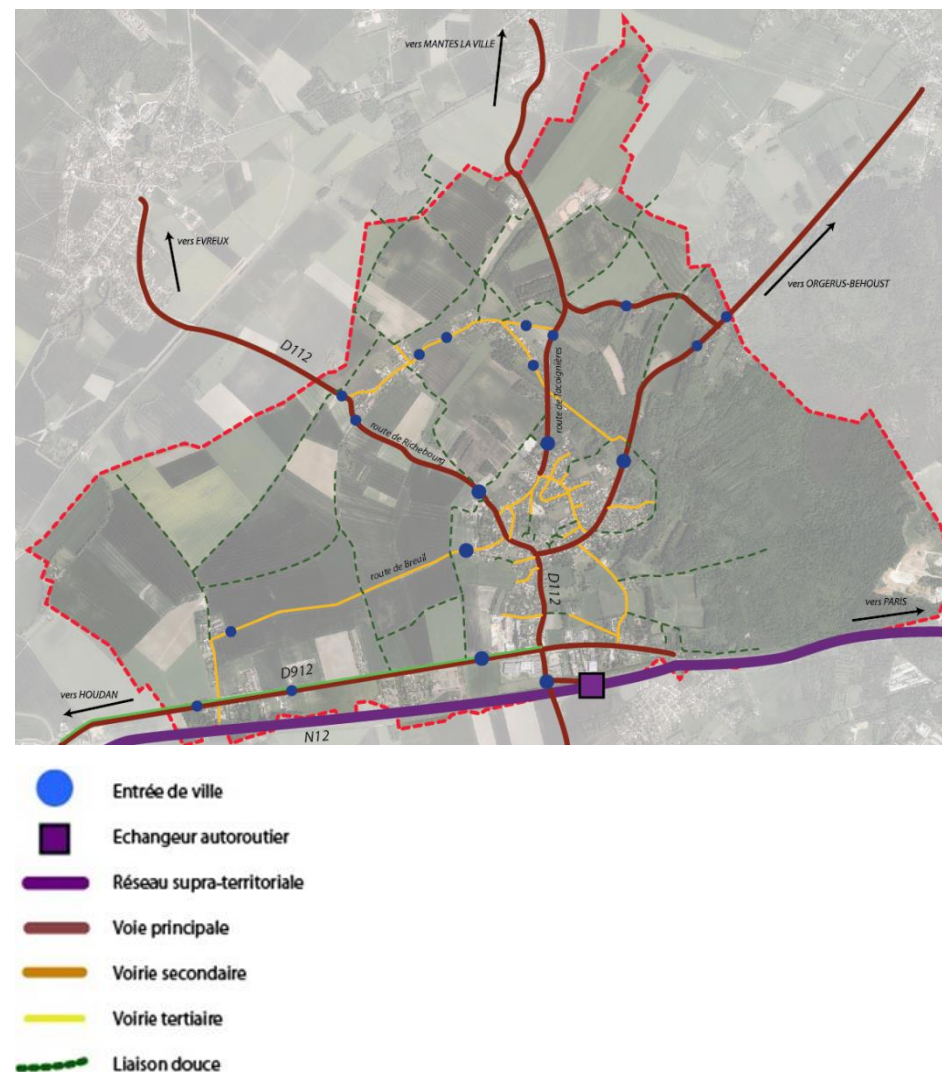 vers MANTES LA VILLE
vers EVREUX
vers ORGERUS-BEHOUST
D112
route de Tacoignières
route de Richebourg
route de Breuil
D112
vers PARIS
D912
vers HOUDAN
N12
Entrée de ville
Echangeur autoroutier
Réseau supra-territoriale
Voie principale
Voirie secondaire
Voirie tertiaire
Liaison douce